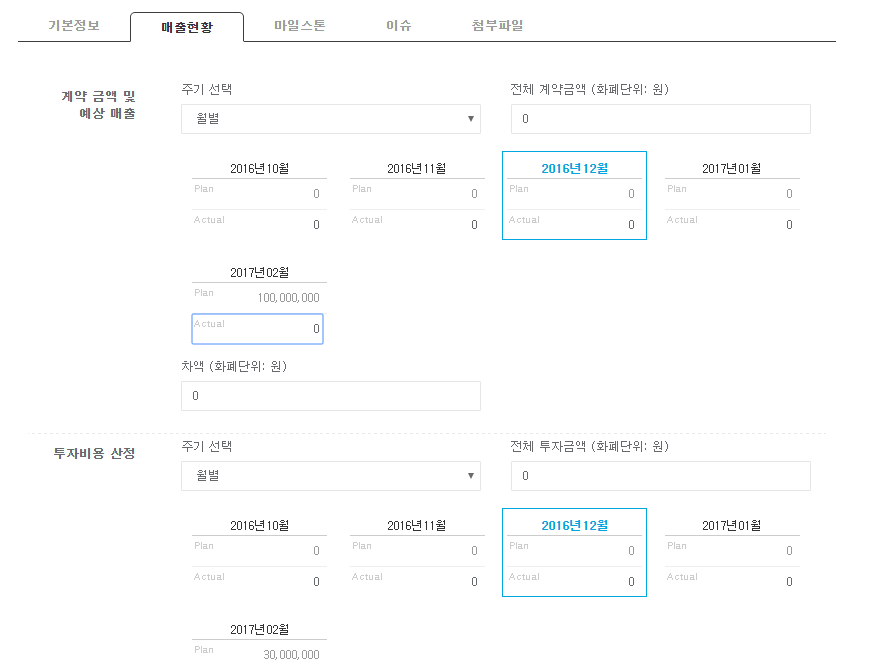 기본정보 매출현황 마일스톤 이슈 첨부파일
계약 금액 및
예상 매출
주기 선택 전체 계약금액 (화폐단위: 원)
월별 0
2016년10월 2016년11월 2016년12월 2017년01월
Plan 0 Plan 0 Plan 0 Plan 0
Actual 0 Actual 0 Actual 0 Actual 0
2017년02월
Plan 100,000,000
Actual 0
차액 (화폐단위: 원)
0
투자비용 산정
주기 선택 전체 투자금액 (화폐단위: 원)
월별 0
2016년10월 2016년11월 2016년12월 2017년01월
Plan 0 Plan 0 Plan 0 Plan 0
Actual 0 Actual 0 Actual 0 Actual 0
2017년02월
Plan 30,000,000